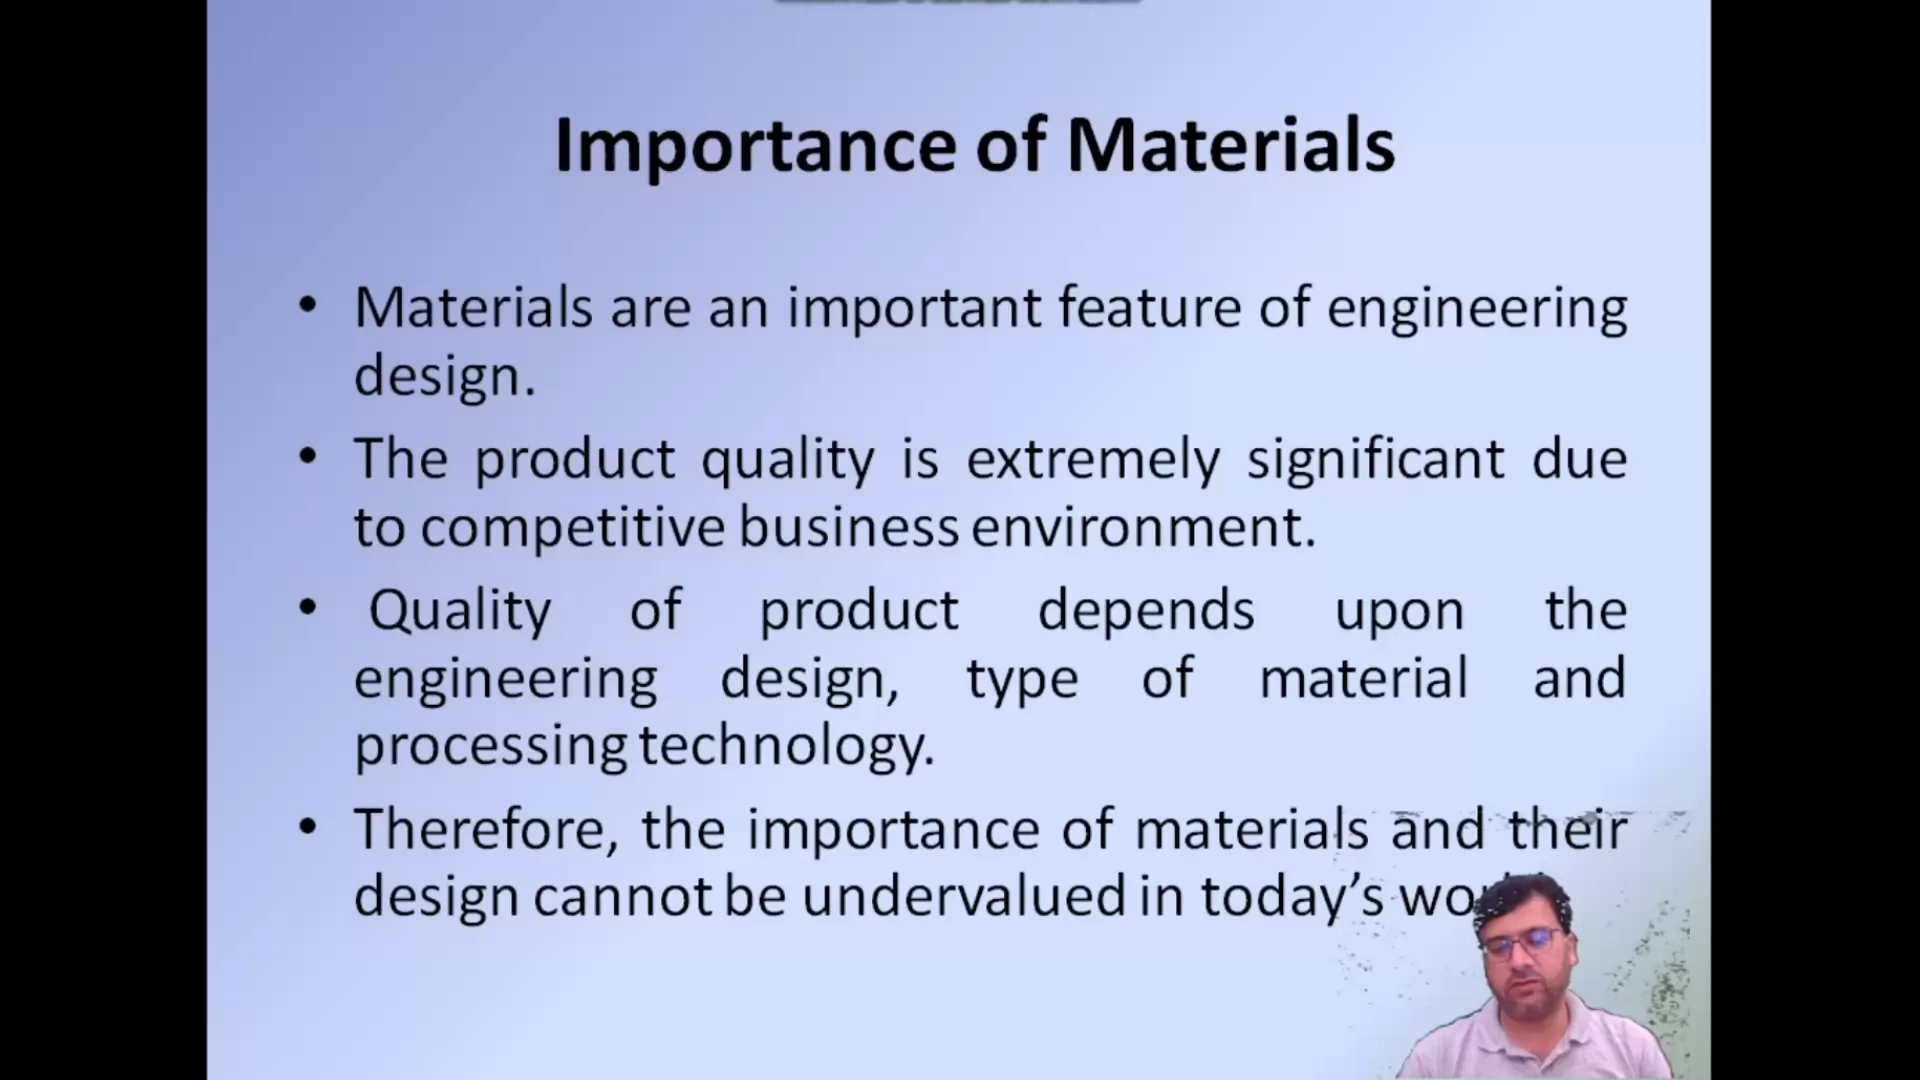 Importance of Materials
• Materials are an important feature of engineering
design.
• The product quality is extremely significant due
to competitive business environment.
• Quality of product depends upon the
engineering design, type of material and
processing technology.
• Therefore, the importance of materials and their
design cannot be undervalued in today’s